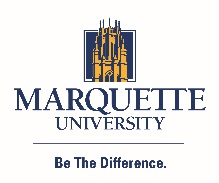 MARQUETTE
UNIVERSITY
Be The Difference.